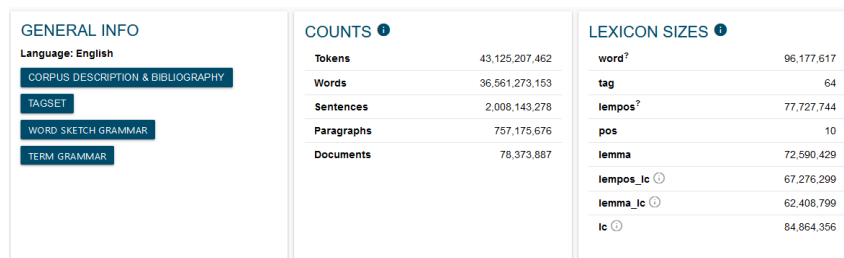 GENERAL INFO
Language: English
CORPUS DESCRIPTION & BIBLIOGRAPHY
TAGSET
WORD SKETCH GRAMMAR
TERM GRAMMAR
COUNTS
Tokens 43,125,207,462
Words 36,561,273,153
Sentences 2,008,143,278
Paragraphs 757,175,676
Documents 78,373,887
LEXICON SIZES
word? 96,177,617
tag 64
lempos? 77,727,744
pos 10
lemma 72,590,429
lempos_lc 67,276,299
lemma_lc 62,408,799
lc 84,864,356